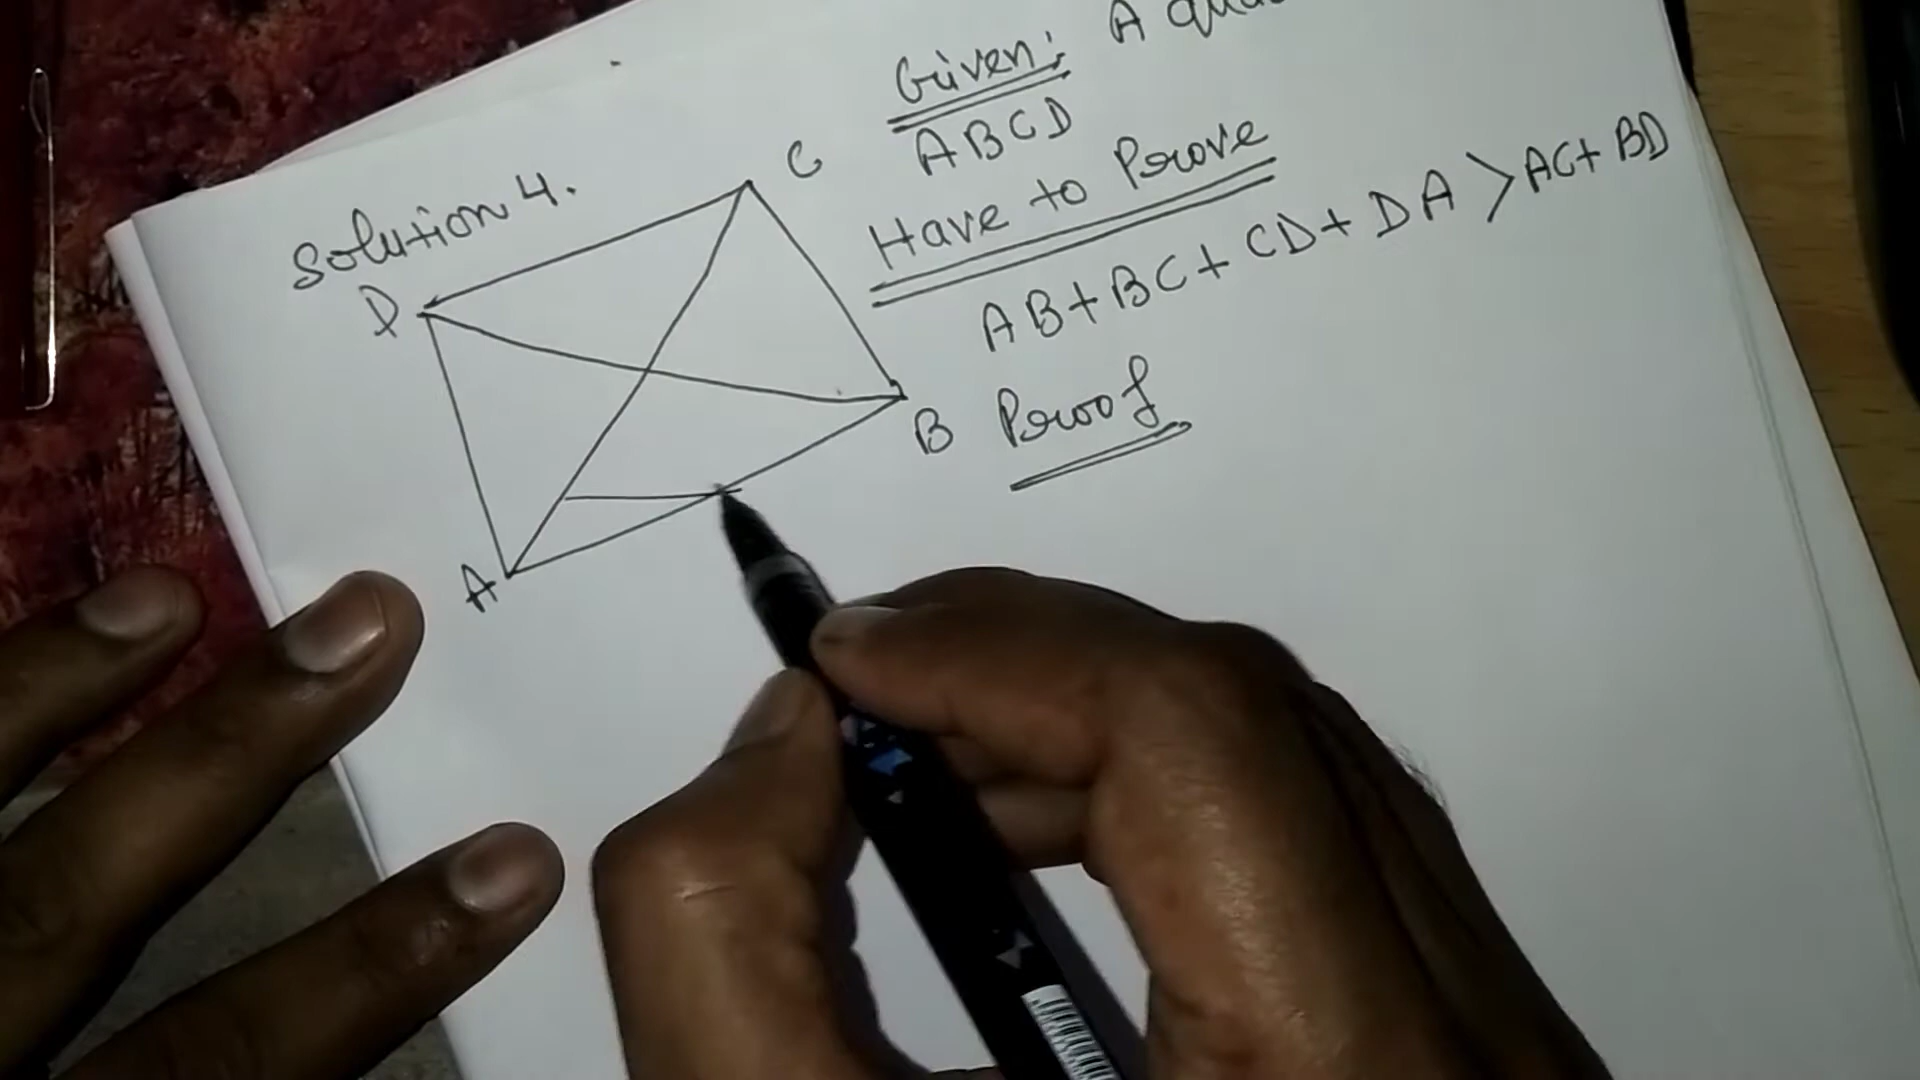 Solution 4.
Given: A
ABCD
Have to Prove
AB+BC+CD+DA > AC+BD
Proof
C
D
B
A